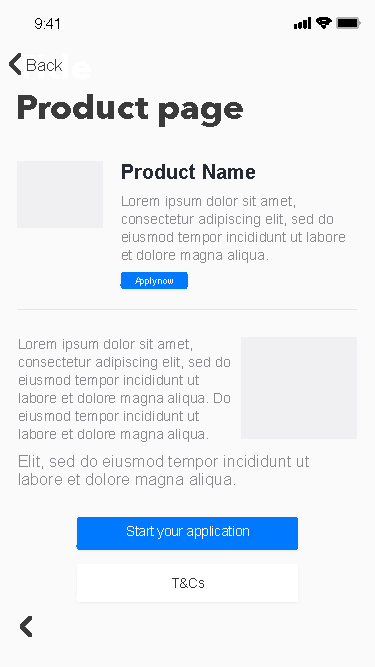 9:41
Title
Back
Product page
Product Name
Lorem ipsum dolor sit amet,
consectetur adipiscing elit, sed do
eiusmod tempor incididunt ut labore
et dolore magna aliqua.
Apply now
Lorem ipsum dolor sit amet,
consectetur adipiscing elit, sed do
eiusmod tempor incididunt ut
labore et dolore magna aliqua. Do
eiusmod tempor incididunt ut
labore et dolore magna aliqua.
Elit, sed do eiusmod tempor incididunt ut
labore et dolore magna aliqua.
Start your application
T&Cs